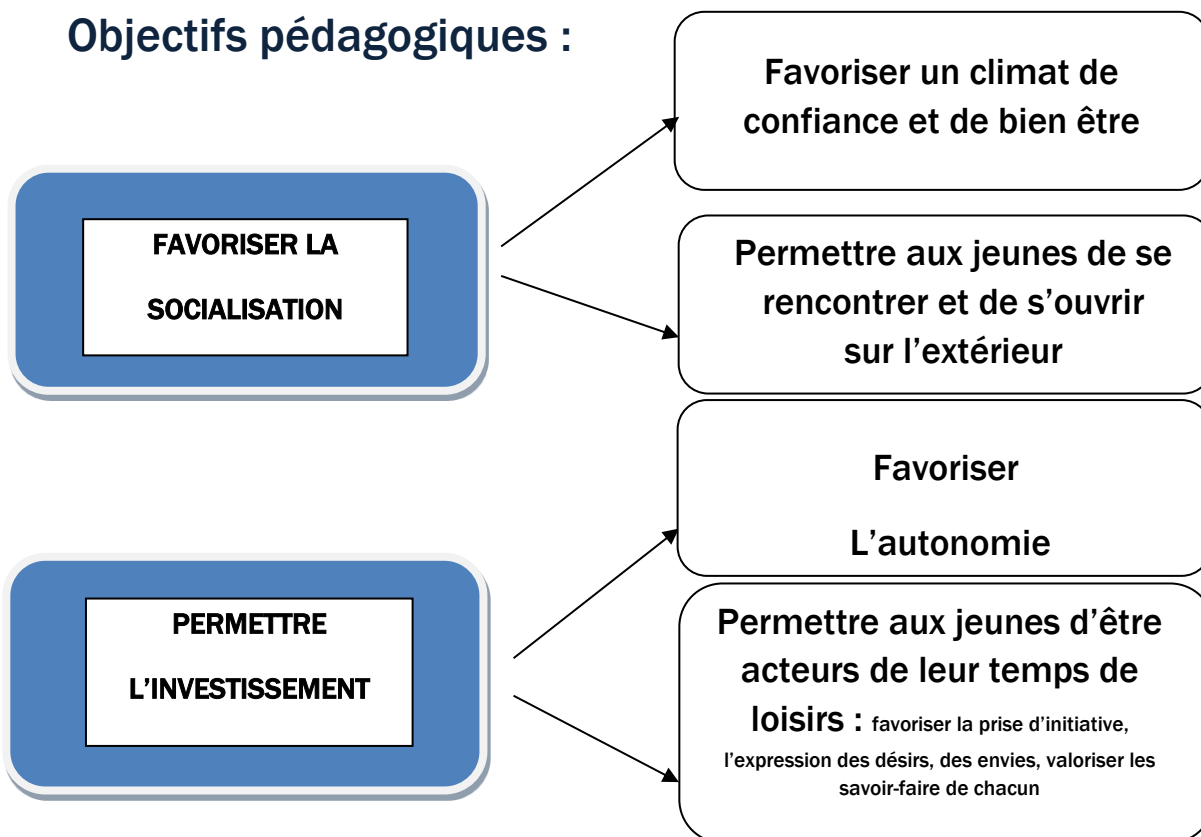 Objectifs pédagogiques :
Favoriser un climat de
confiance et de bien être
FAVORISER LA
SOCIALISATION
Permettre aux jeunes de se
rencontrer et de s’ouvrir
sur l’extérieur
Favoriser
L’autonomie
PERMETTRE
L’INVESTISSEMENT
Permettre aux jeunes d’être
acteurs de leur temps de
loisirs : favoriser la prise d’initiative,
l’expression des désirs, des envies, valoriser les
savoir-faire de chacun